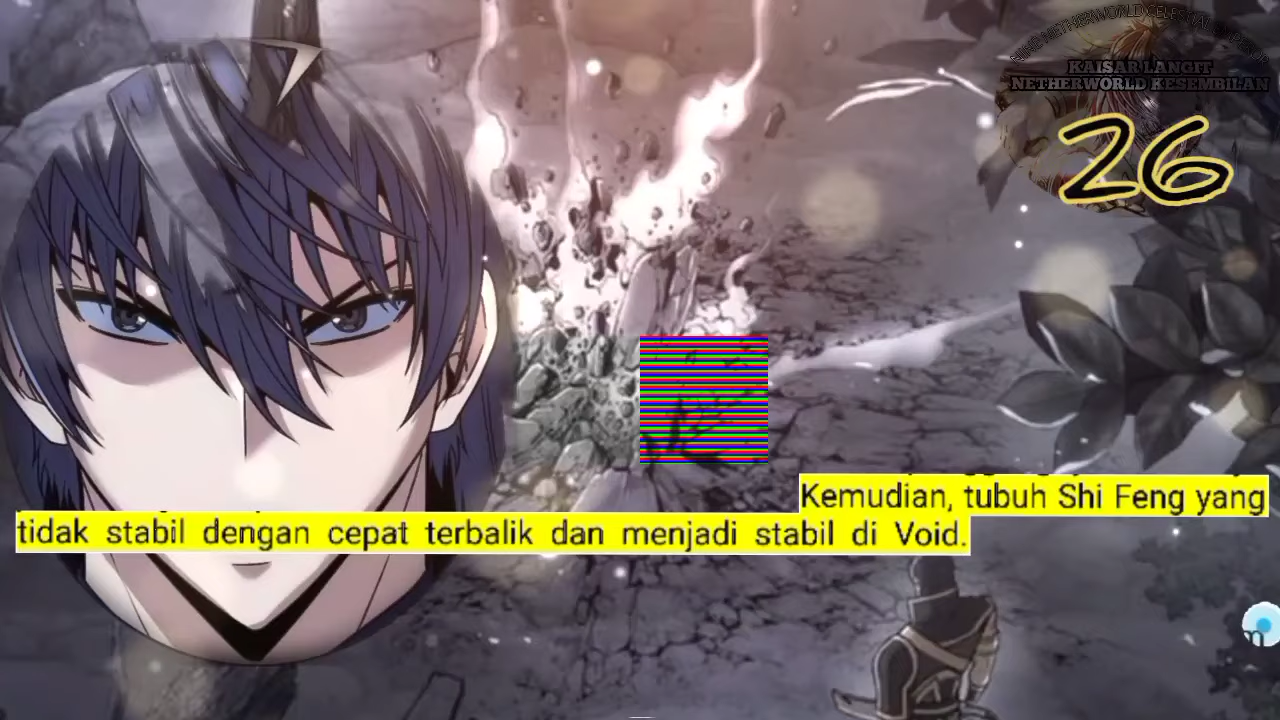 KAISAR LANGIT
NETHERWORLD KESEMBILAN
26
Kemudian, tubuh Shi Feng yang
tidak stabil dengan cepat terbalik dan menjadi stabil di Void.